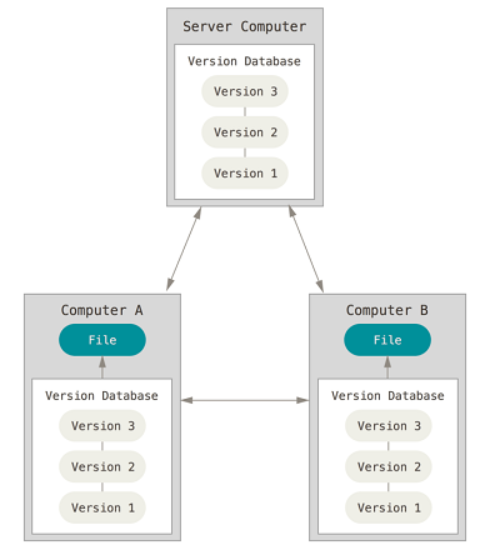 Server Computer
Version Database
Version 3
Version 2
Version 1
Computer A
File
Version Database
Version 3
Version 2
Version 1
Computer B
File
Version Database
Version 3
Version 2
Version 1